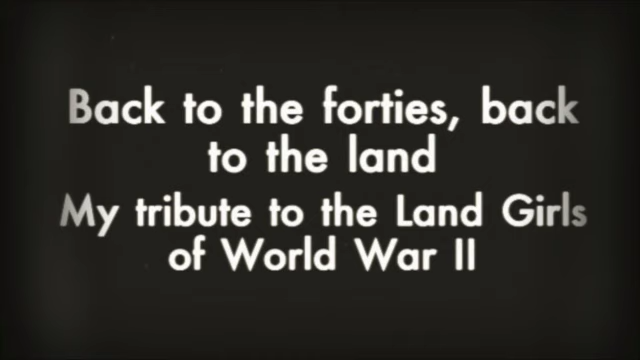 Back to the forties, back
to the land
My tribute to the Land Girls
of World War II